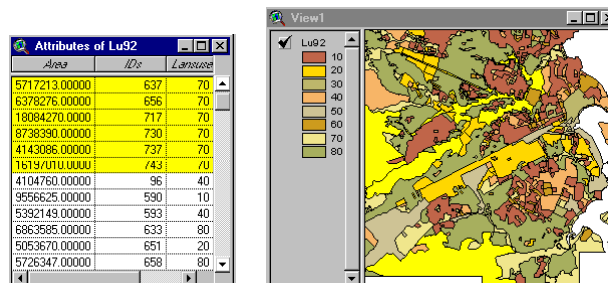 Attributes of Lu92
Area IDs Lansuse
5717213.00000 637 70
6378276.00000 656 70
18084270.00000 717 70
8738390.00000 730 70
4143086.00000 737 70
16197010.00000 743 70
4104760.00000 96 40
9556625.00000 590 10
5392149.00000 593 40
6863585.00000 633 80
5053670.00000 651 20
5726347.00000 658 80
View1
Lu92
10
20
30
40
50
60
70
80